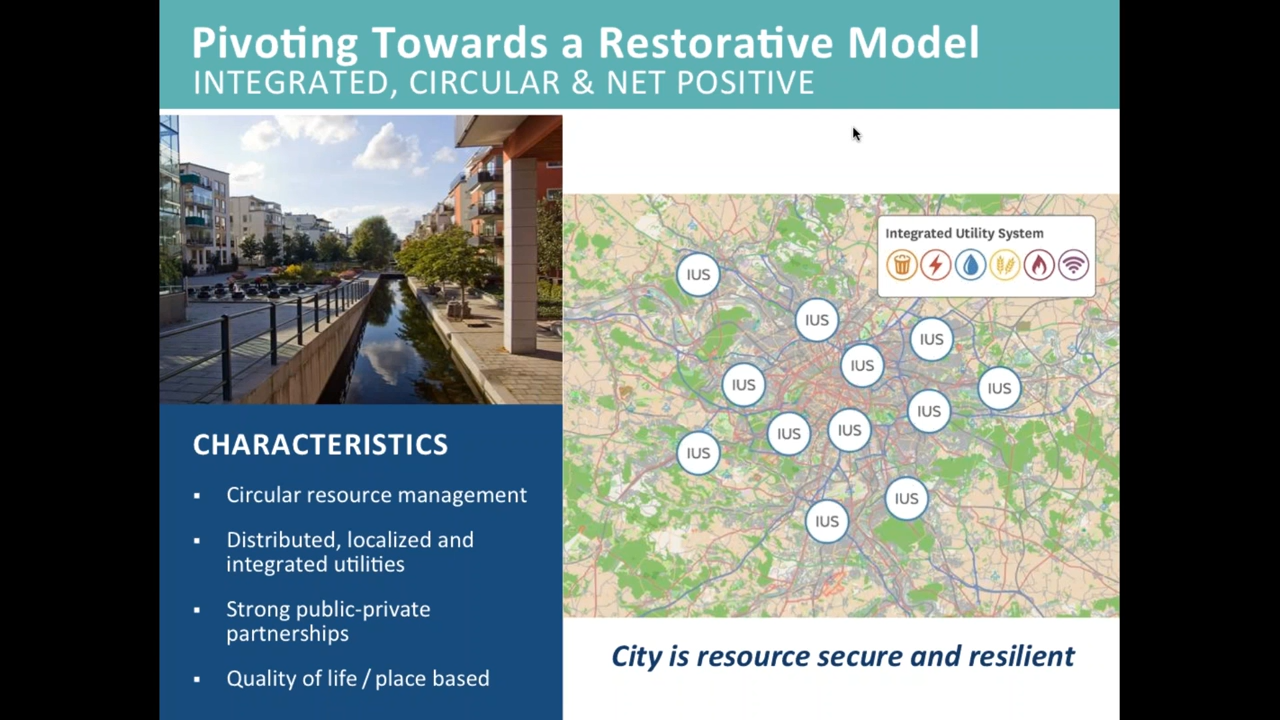 Pivoting Towards a Restorative Model
INTEGRATED, CIRCULAR & NET POSITIVE
Integrated Utility System
IUS
IUS
IUS
IUS
IUS
IUS
IUS
IUS
IUS
IUS
IUS
IUS
CHARACTERISTICS
▪ Circular resource management
▪ Distributed, localized and
integrated utilities
▪ Strong public-private
partnerships
▪ Quality of life / place based
City is resource secure and resilient